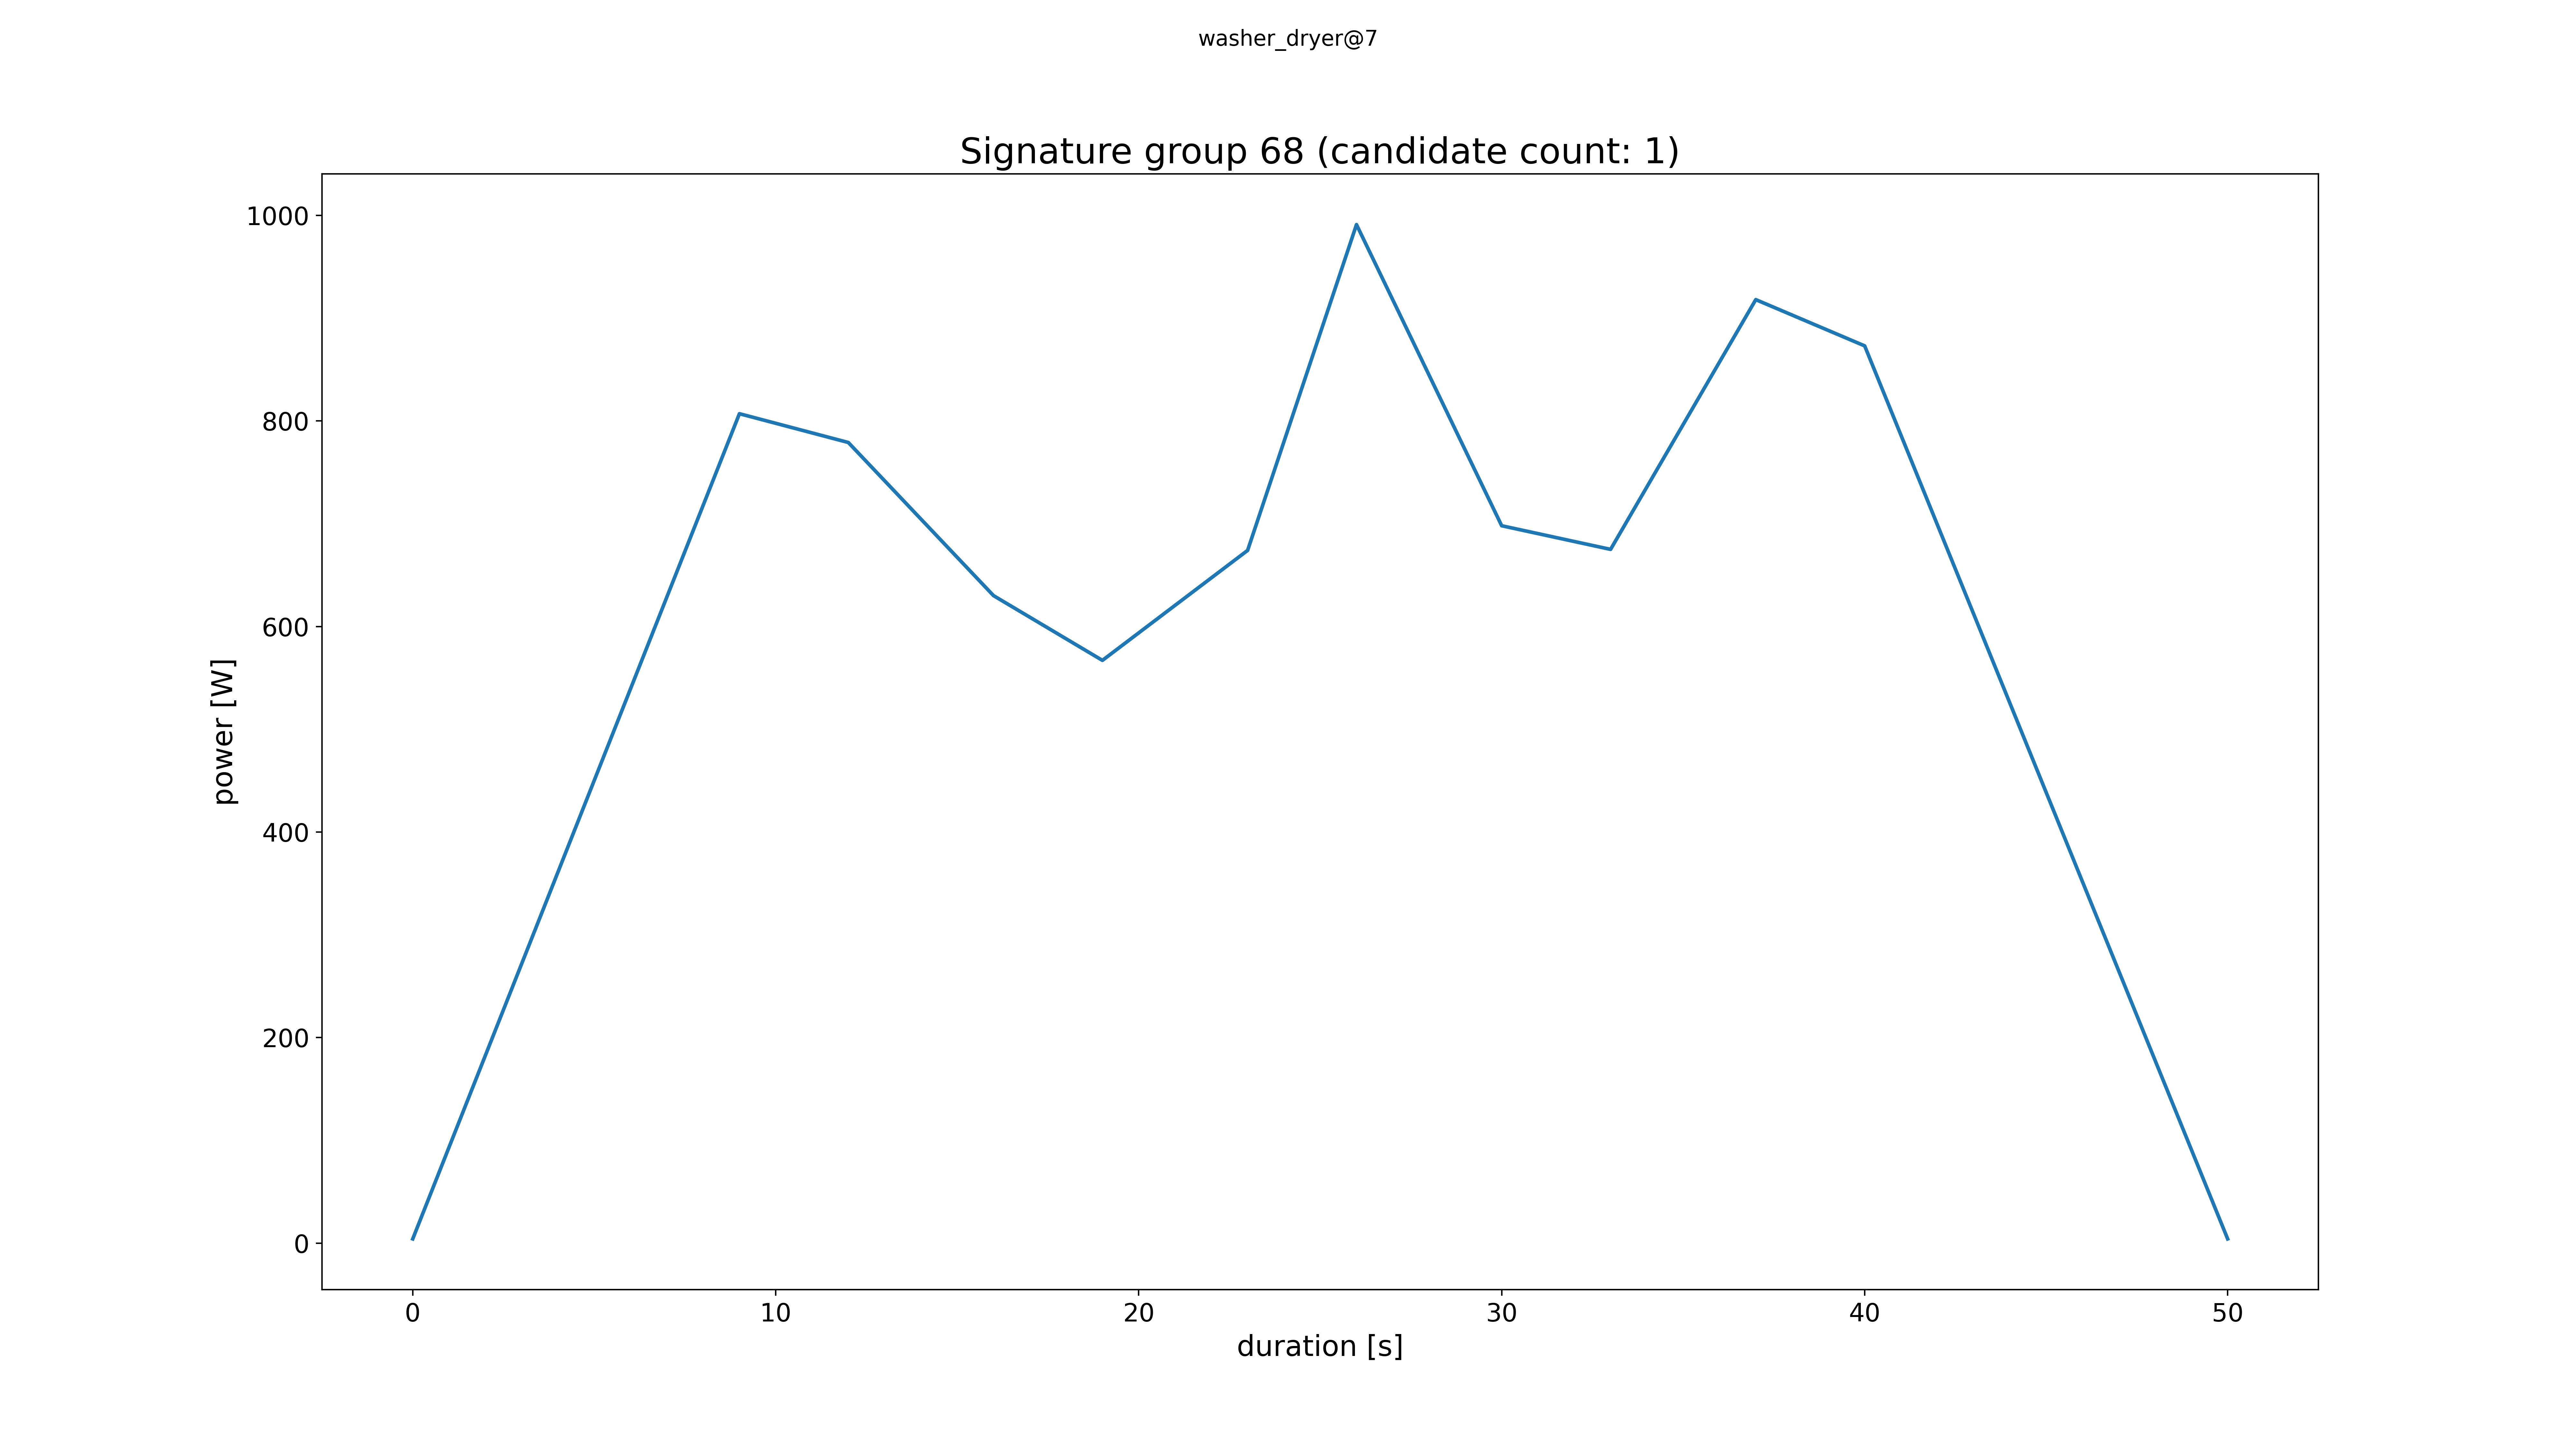 washer_dryer@7
Signature group 68 (candidate count: 1)
1000
800
600
400
200
0
power [W]
0 10 20 30 40 50
duration [s]